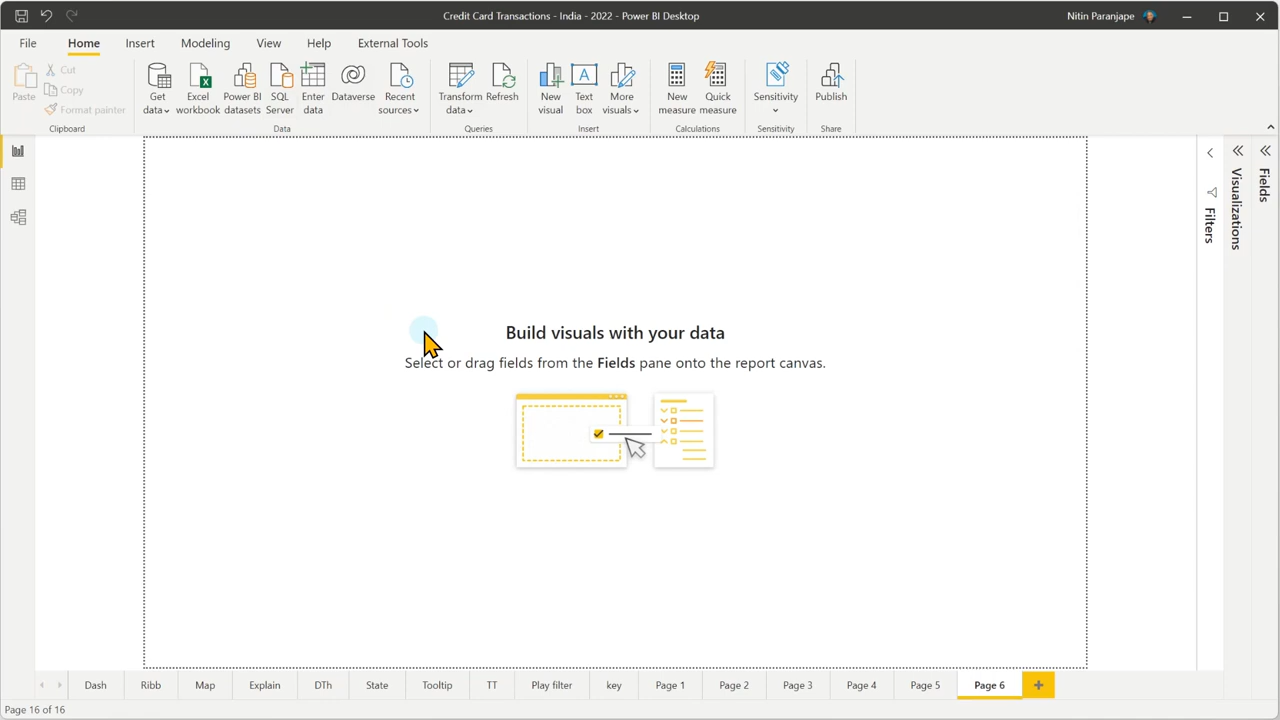 Credit Card Transactions - India - 2022 - Power BI Desktop
Nitin Paranjape
File Home Insert Modeling View Help External Tools
Paste
Cut
Copy
Format painter
Clipboard
Get data
Excel workbook
Power BI datasets
SQL Server
Enter data
Dataverse
Recent sources
Data
Transform data
Refresh
Queries
New visual
Text box
More visuals
Insert
New measure
Quick measure
Calculations
Sensitivity
Sensitivity
Publish
Share
Filters
Visualizations
Fields
Build visuals with your data
Select or drag fields from the Fields pane onto the report canvas.
Dash Ribb Map Explain DTh State Tooltip TT Play filter key Page 1 Page 2 Page 3 Page 4 Page 5 Page 6 +
Page 16 of 16